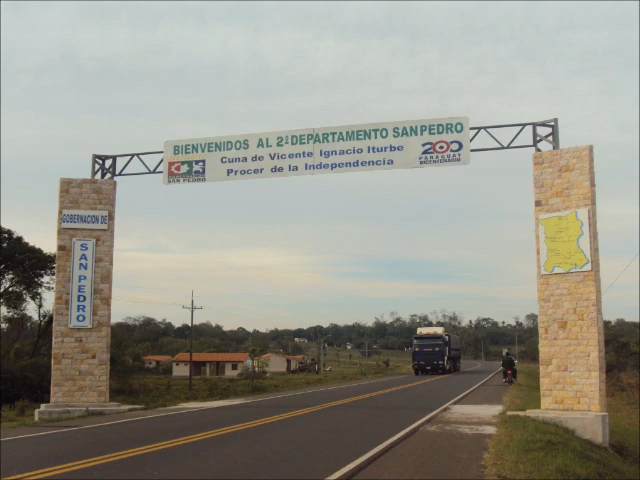 BIENVENIDOS AL 2º DEPARTAMENTO SAN PEDRO
Cuna de Vicente Ignacio Iturbe
Procer de la Independencia
SAN PEDRO
200
PARAGUAY
BICENTENARIO
GOBERNACION DE
SAN PEDRO